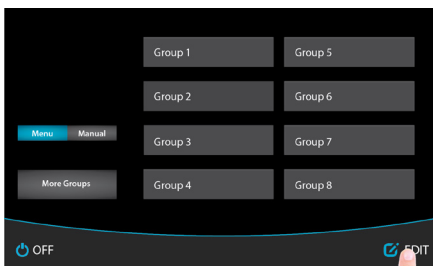 Group 1 Group 5
Group 2 Group 6
Menu Manual
Group 3 Group 7
More Groups
Group 4 Group 8
OFF
EDIT